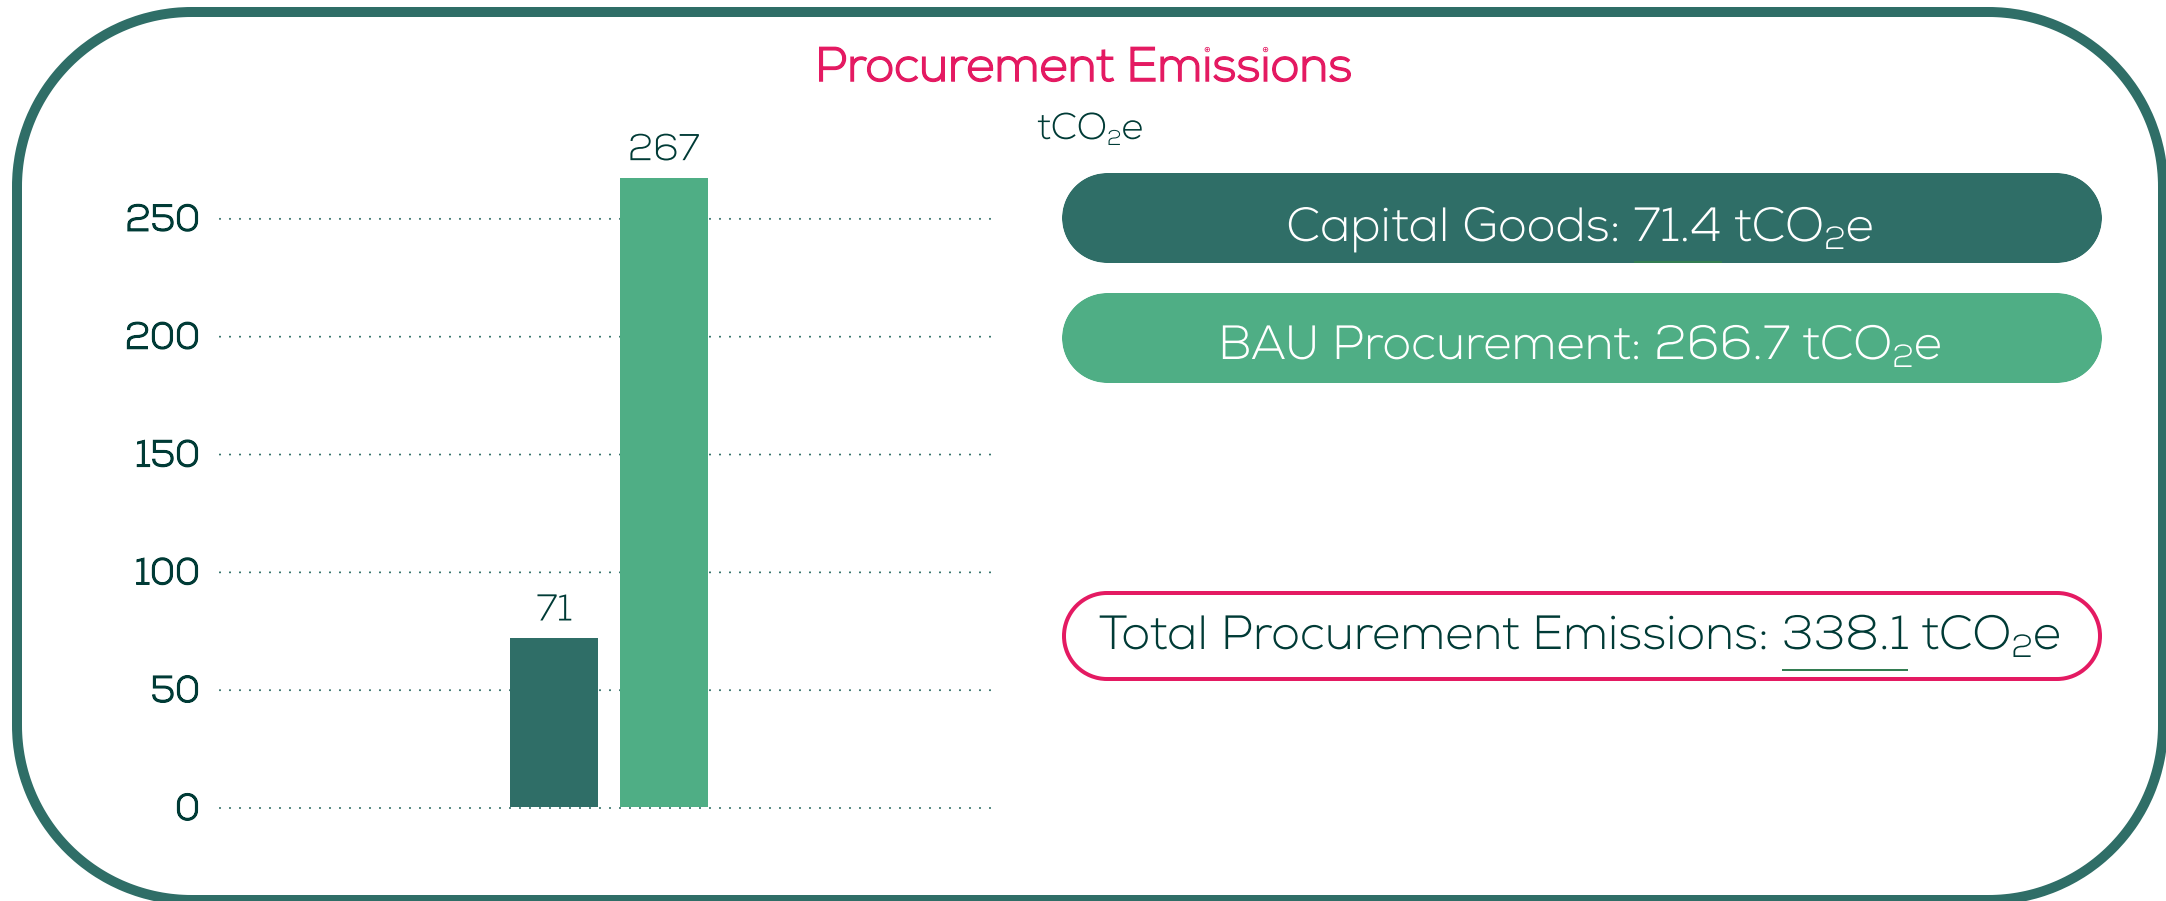 Procurement Emissions
tCO₂e
267
250
200
150
100
71
50
0
Capital Goods: 71.4 tCO₂e
BAU Procurement: 266.7 tCO₂e
Total Procurement Emissions: 338.1 tCO₂e